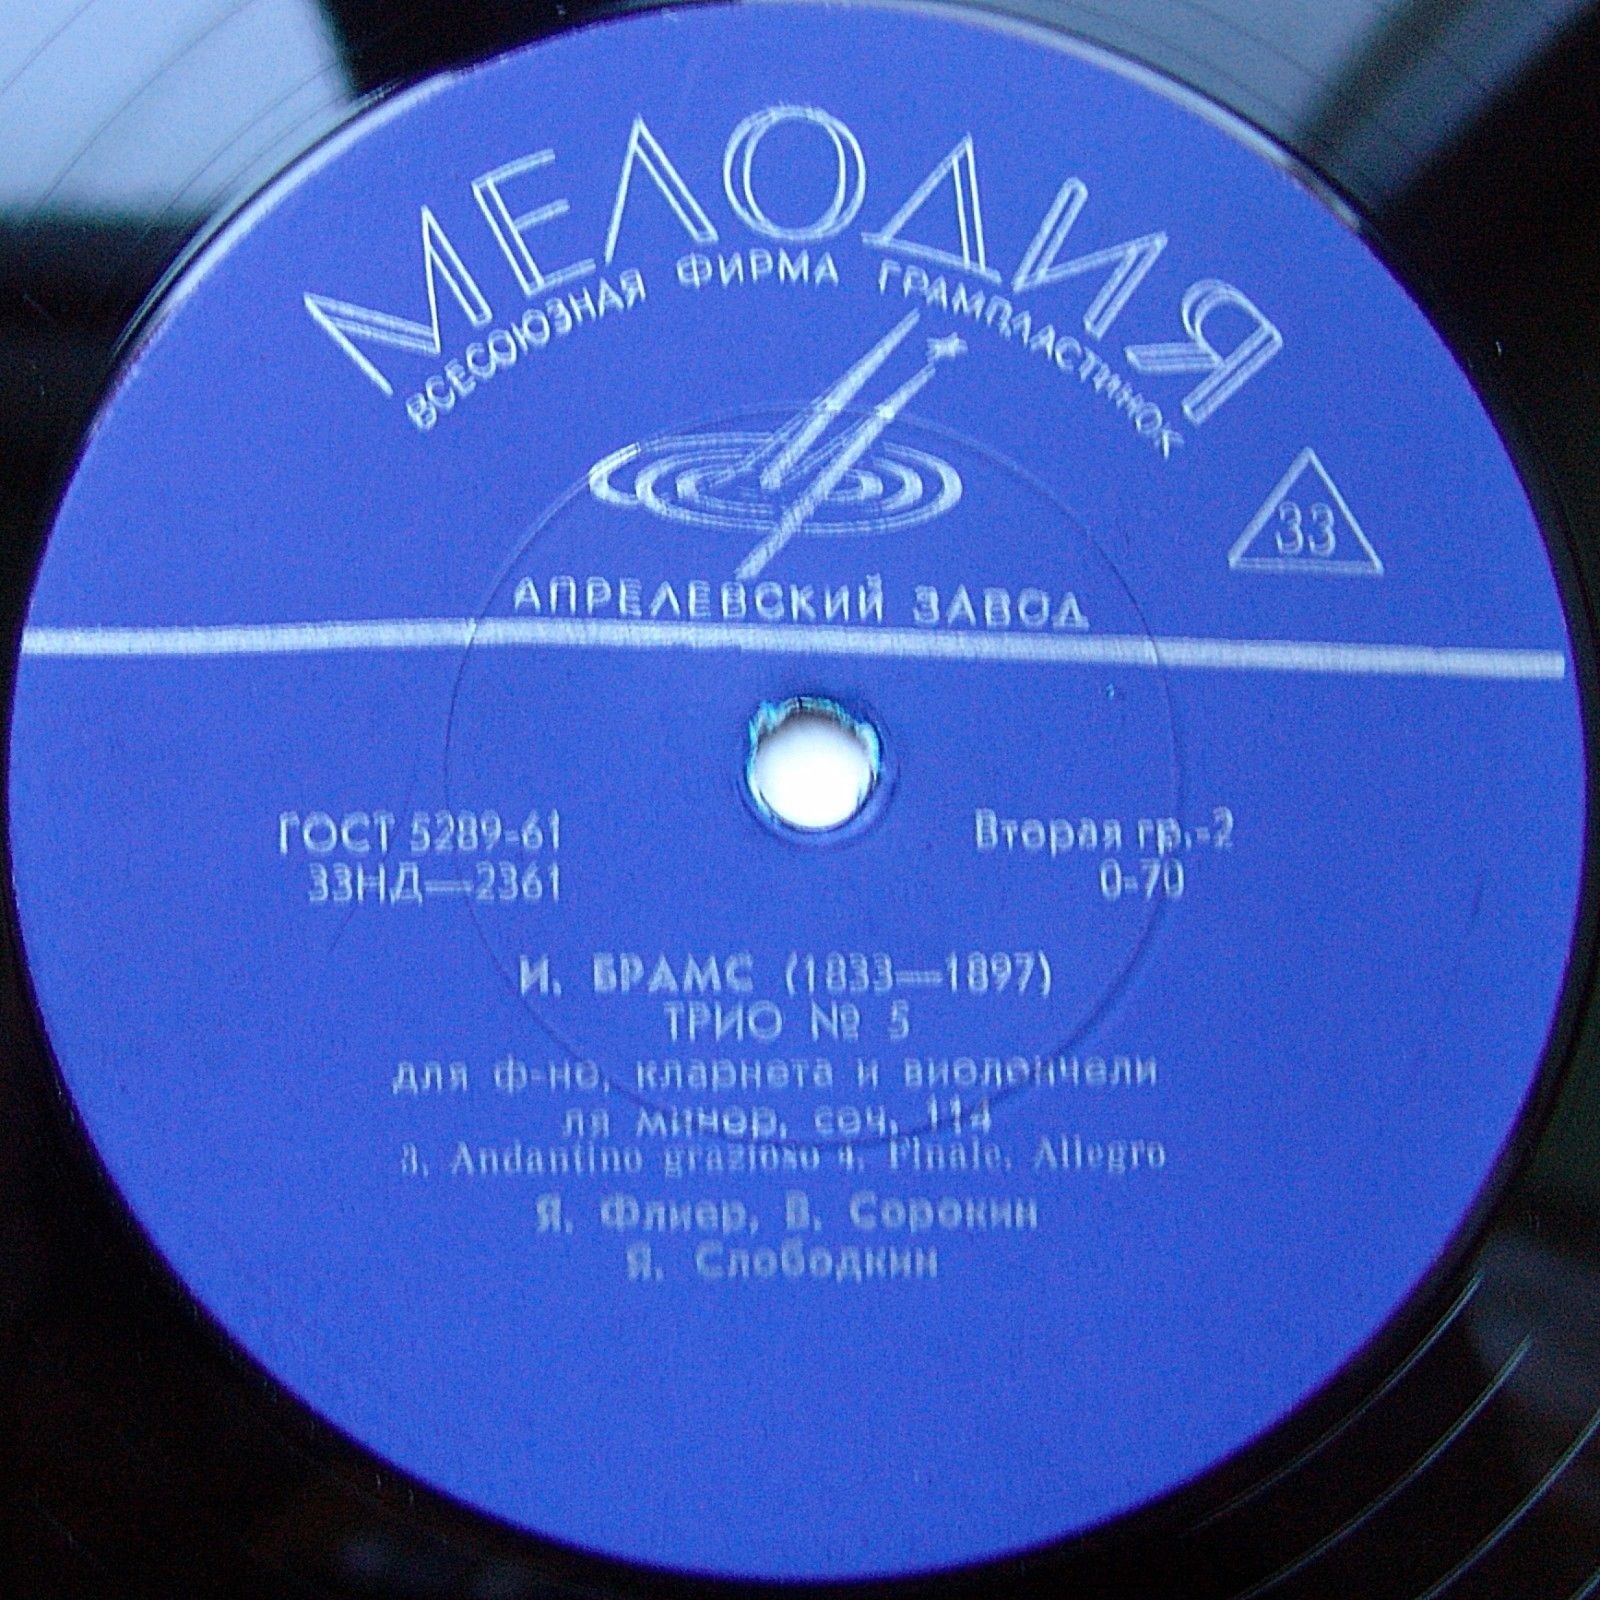 МЕЛОДИЯ
ВСЕСОЮЗНАЯ ФИРМА ГРАМПЛАСТИНОК
33
АПРЕЛЕВСКИЙ ЗАВОД
ГОСТ 5289-61
33НД—2361
Вторая гр.-2
0-70
И. БРАМС (1833—1897)
ТРИО № 5
для ф-но, кларнета и виолончели
ля минор, соч. 114
3. Andantino grazioso 4. Finale. Allegro
Я. Флиер, В. Сорокин
Я. Слободкин